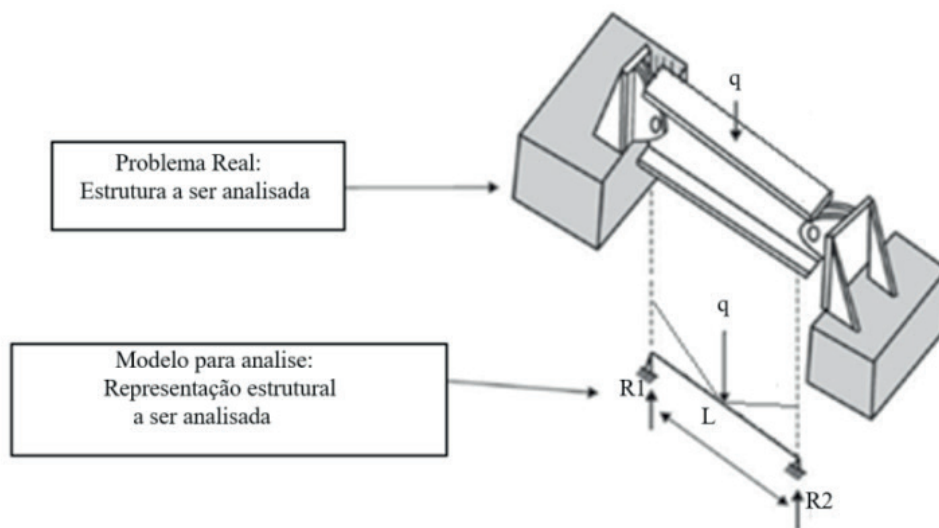 q
Problema Real:
Estrutura a ser analisada
q
Modelo para analise:
Representação estrutural
a ser analisada
R1
L
R2